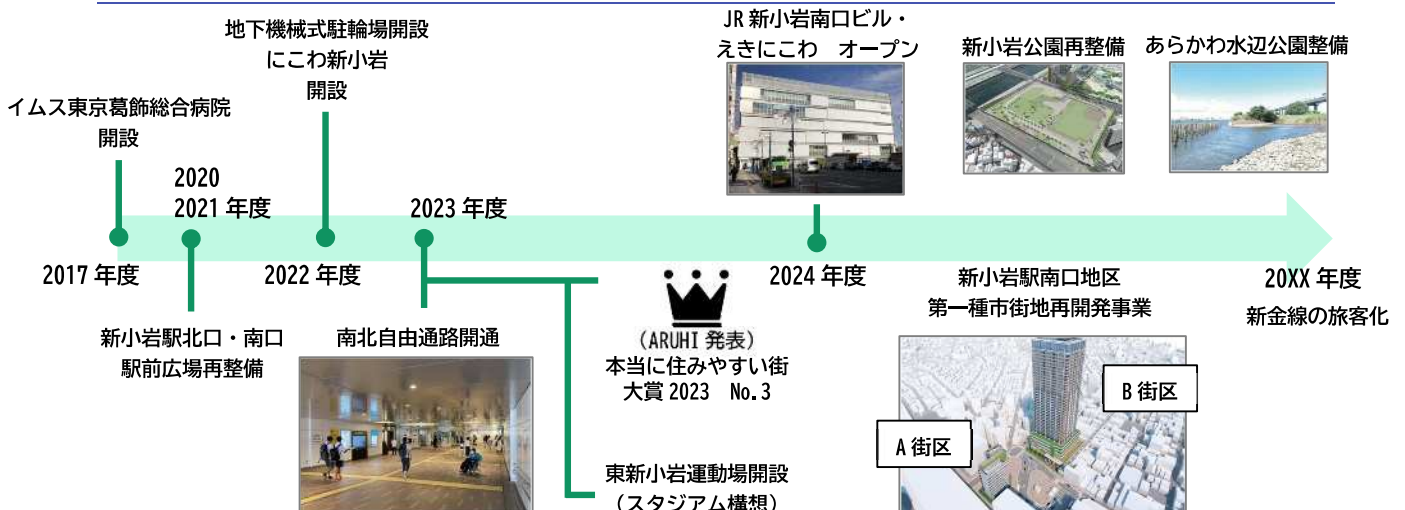 地下機械式駐輪場開設
にこわ新小岩
開設
JR 新小岩南口ビル・
えきにこわ　オープン
新小岩公園再整備
あらかわ水辺公園整備
イムス東京葛飾総合病院
開設
2020
2021 年度
2023 年度
2017 年度
2022 年度
2024 年度
20XX 年度
新金線の旅客化
新小岩駅北口・南口
駅前広場再整備
南北自由通路開通
(ARUHI 発表)
本当に住みやすい街
大賞 2023　No.3
新小岩駅南口地区
第一種市街地再開発事業
A 街区
B 街区
東新小岩運動場開設
(スタジアム構想)